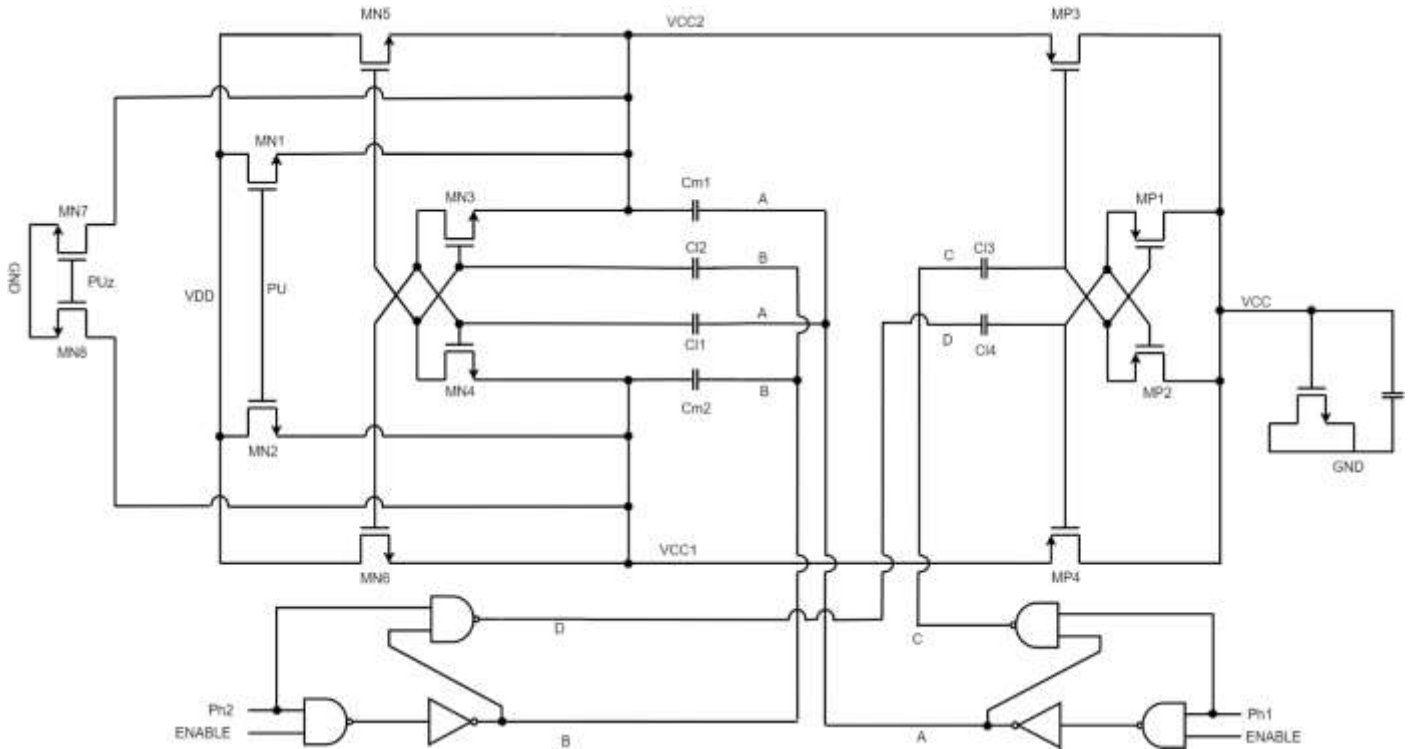 MN5
VCC2
MP3
MN1
MN7
MN3
Cm1
A
MP1
GND
PUz
VDD
PU
Cl2
B
C
Cl3
VCC
MN8
A
Cl1
D
Cl4
MN4
Cm2
B
MP2
MN2
GND
VCC1
MN6
MP4
D
C
Ph2
ENABLE
B
A
Ph1
ENABLE